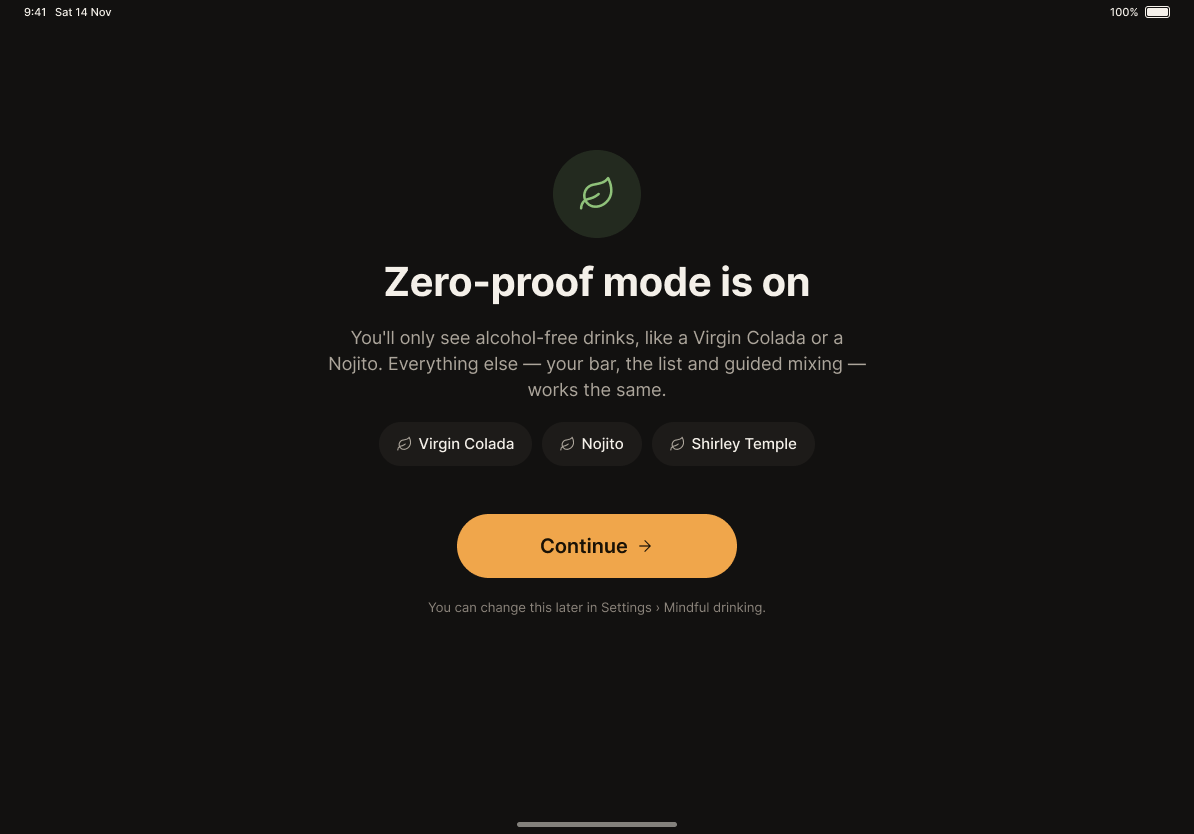 9:41 Sat 14 Nov
100%
Zero-proof mode is on
You'll only see alcohol-free drinks, like a Virgin Colada or a
Nojito. Everything else — your bar, the list and guided mixing —
works the same.
Virgin Colada
Nojito
Shirley Temple
Continue →
You can change this later in Settings › Mindful drinking.